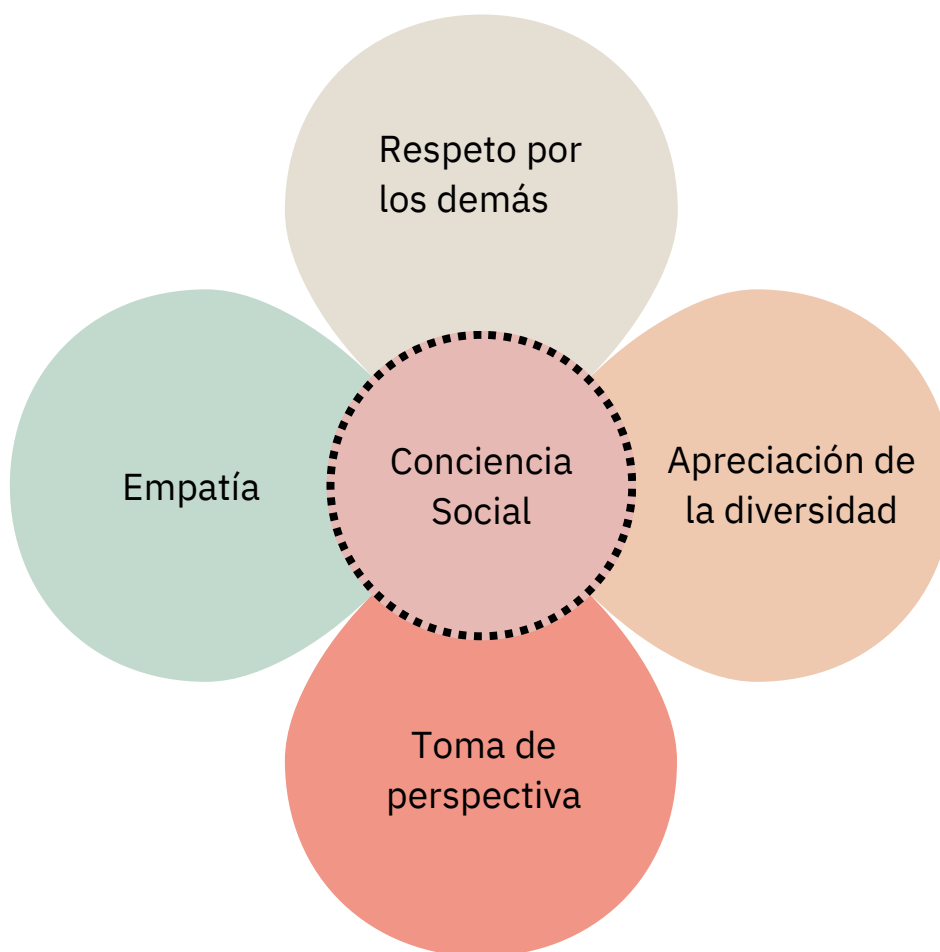 Respeto por
los demás
Empatía
Conciencia
Social
Apreciación de
la diversidad
Toma de
perspectiva